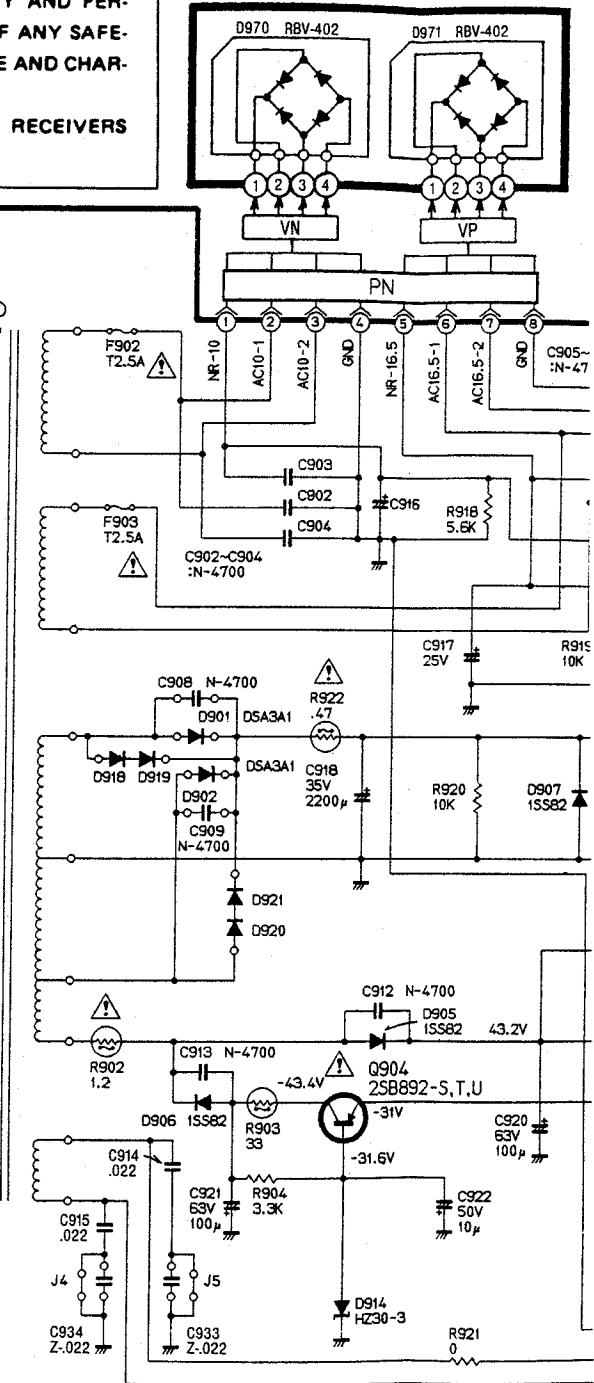 Y AND PER-
F ANY SAFE-
E AND CHAR-
RECEIVERS
D970 RBV-402
D971 RBV-402
1 2 3 4
1 2 3 4
VN
VP
PN
1 2 3 4 5 6 7 8
NR-10
AC10-1
AC10-2
GND
NR-16.5
AC16.5-1
AC16.5-2
GND
C905~
:N-47
F902
T2.5A
C903
C902
C904
C916
R918
5.6K
F903
T2.5A
C902~C904
:N-4700
C917
25V
R919
10K
C908 N-4700
D901 DSA3A1
R922
.47
D918 D919
DSA3A1
D902
C909
N-4700
C918
35V
2200μ
R920
10K
D907
1SS82
D921
D920
C912 N-4700
D905
1SS82
43.2V
R902
1.2
C913 N-4700
-43.4V
Q904
2SB892-S,T,U
-31V
D906 1SS82
R903
33
C920
63V
100μ
-31.6V
C914
.022
C921
63V
100μ
R904
3.3K
C922
50V
10μ
C915
.022
J4
J5
C934
Z-.022
C933
Z-.022
D914
HZ30-3
R921
0